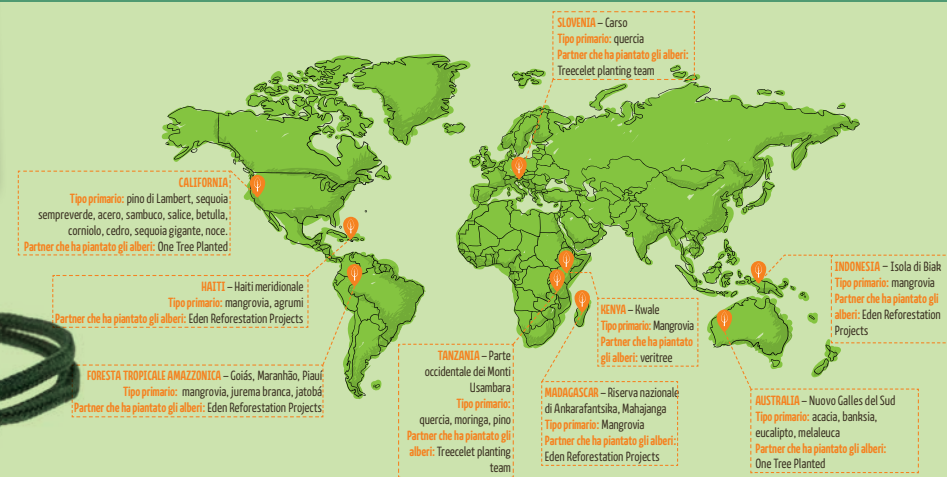 SLOVENIA – Carso
Tipo primario: quercia
Partner che ha piantato gli alberi:
Treecelet planting team
CALIFORNIA
Tipo primario: pino di Lambert, sequoia
sempreverde, acero, sambuco, salice, betulla,
corniolo, cedro, sequoia gigante, noce.
Partner che ha piantato gli alberi: One Tree Planted
HAITI – Haiti meridionale
Tipo primario: mangrovia, agrumi
Partner che ha piantato gli alberi: Eden Reforestation Projects
FORESTA TROPICALE AMAZZONICA – Goiás, Maranhão, Piauí
Tipo primario: mangrovia, jurema branca, jatobá
Partner che ha piantato gli alberi: Eden Reforestation Projects
TANZANIA – Parte
occidentale dei Monti
Usambara
Tipo primario:
quercia, moringa, pino
Partner che ha piantato gli
alberi: Treecelet planting
team
KENYA – Kwale
Tipo primario: Mangrovia
Partner che ha piantato
gli alberi: veritree
MADAGASCAR – Riserva nazionale
di Ankarafantsika, Mahajanga
Tipo primario: Mangrovia
Partner che ha piantato gli alberi:
Eden Reforestation Projects
INDONESIA – Isola di Biak
Tipo primario: mangrovia
Partner che ha piantato gli
alberi: Eden Reforestation
Projects
AUSTRALIA – Nuovo Galles del Sud
Tipo primario: acacia, banksia,
eucalipto, melaleuca
Partner che ha piantato gli alberi:
One Tree Planted